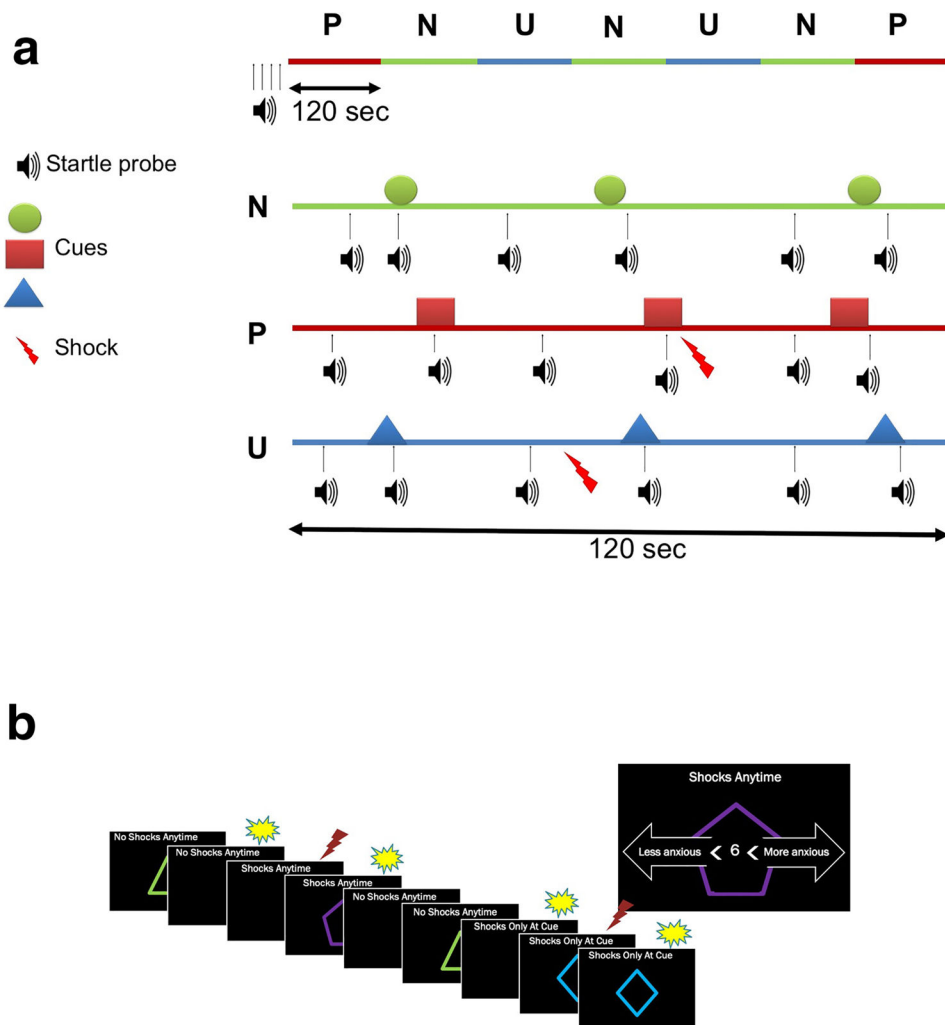 a
P N U N U N P
120 sec
Startle probe
Cues
Shock
N
P
U
120 sec
b
No Shocks Anytime
No Shocks Anytime
Shocks Anytime
Shocks Anytime
No Shocks Anytime
No Shocks Anytime
Shocks Only At Cue
Shocks Only At Cue
Shocks Only At Cue
Shocks Anytime
Less anxious < 6 < More anxious